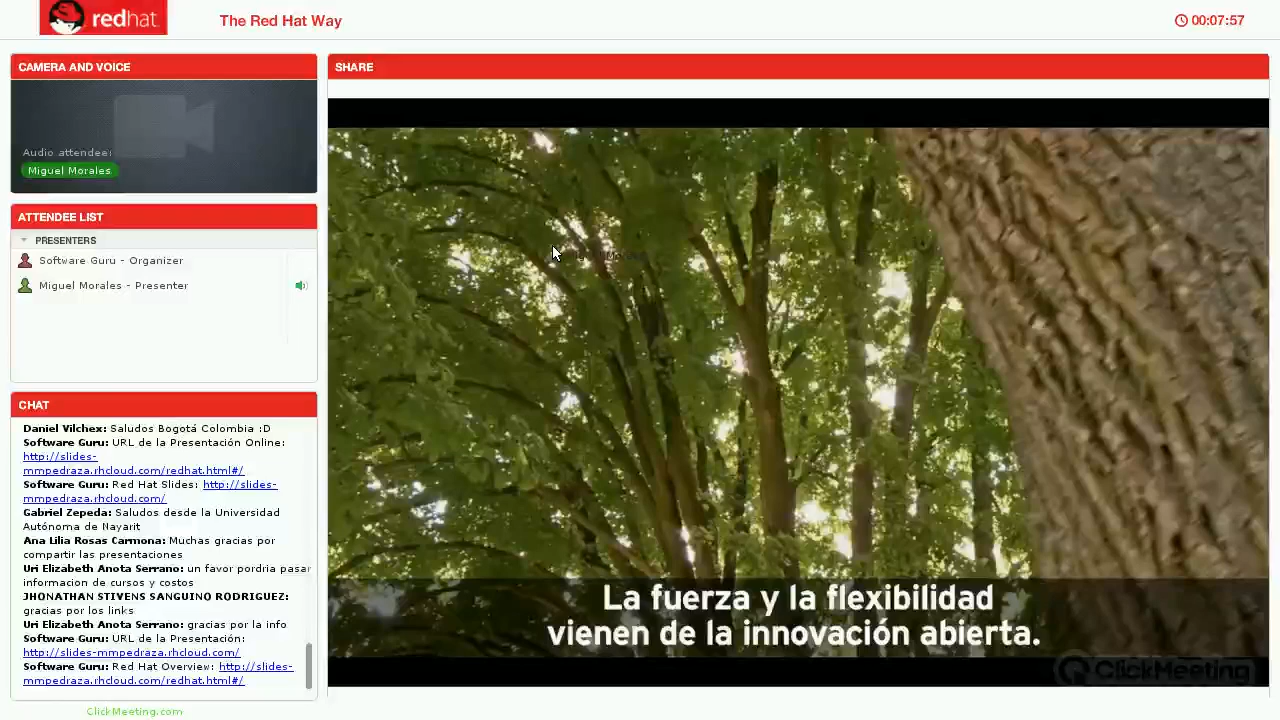 redhat.
The Red Hat Way
00:07:57
CAMERA AND VOICE
Audio attendee:
Miguel Morales
ATTENDEE LIST
PRESENTERS
Software Guru - Organizer
Miguel Morales - Presenter
CHAT
Daniel Vilchex: Saludos Bogotá Colombia :D
Software Guru: URL de la Presentación Online:
http://slides-
mmpedraza.rhcloud.com/redhat.html#/
Software Guru: Red Hat Slides: http://slides-
mmpedraza.rhcloud.com/
Gabriel Zepeda: Saludos desde la Universidad
Autónoma de Nayarit
Ana Lilia Rosas Carmona: Muchas gracias por
compartir las presentaciones
Uri Elizabeth Anota Serrano: un favor pordria pasar
informacion de cursos y costos
JHONATHAN STIVENS SANGUINO RODRIGUEZ:
gracias por los links
Uri Elizabeth Anota Serrano: gracias por la info
Software Guru: URL de la Presentación:
http://slides-mmpedraza.rhcloud.com/
Software Guru: Red Hat Overview: http://slides-
mmpedraza.rhcloud.com/redhat.html#/
ClickMeeting.com
SHARE
La fuerza y la flexibilidad
vienen de la innovación abierta.
ClickMeeting